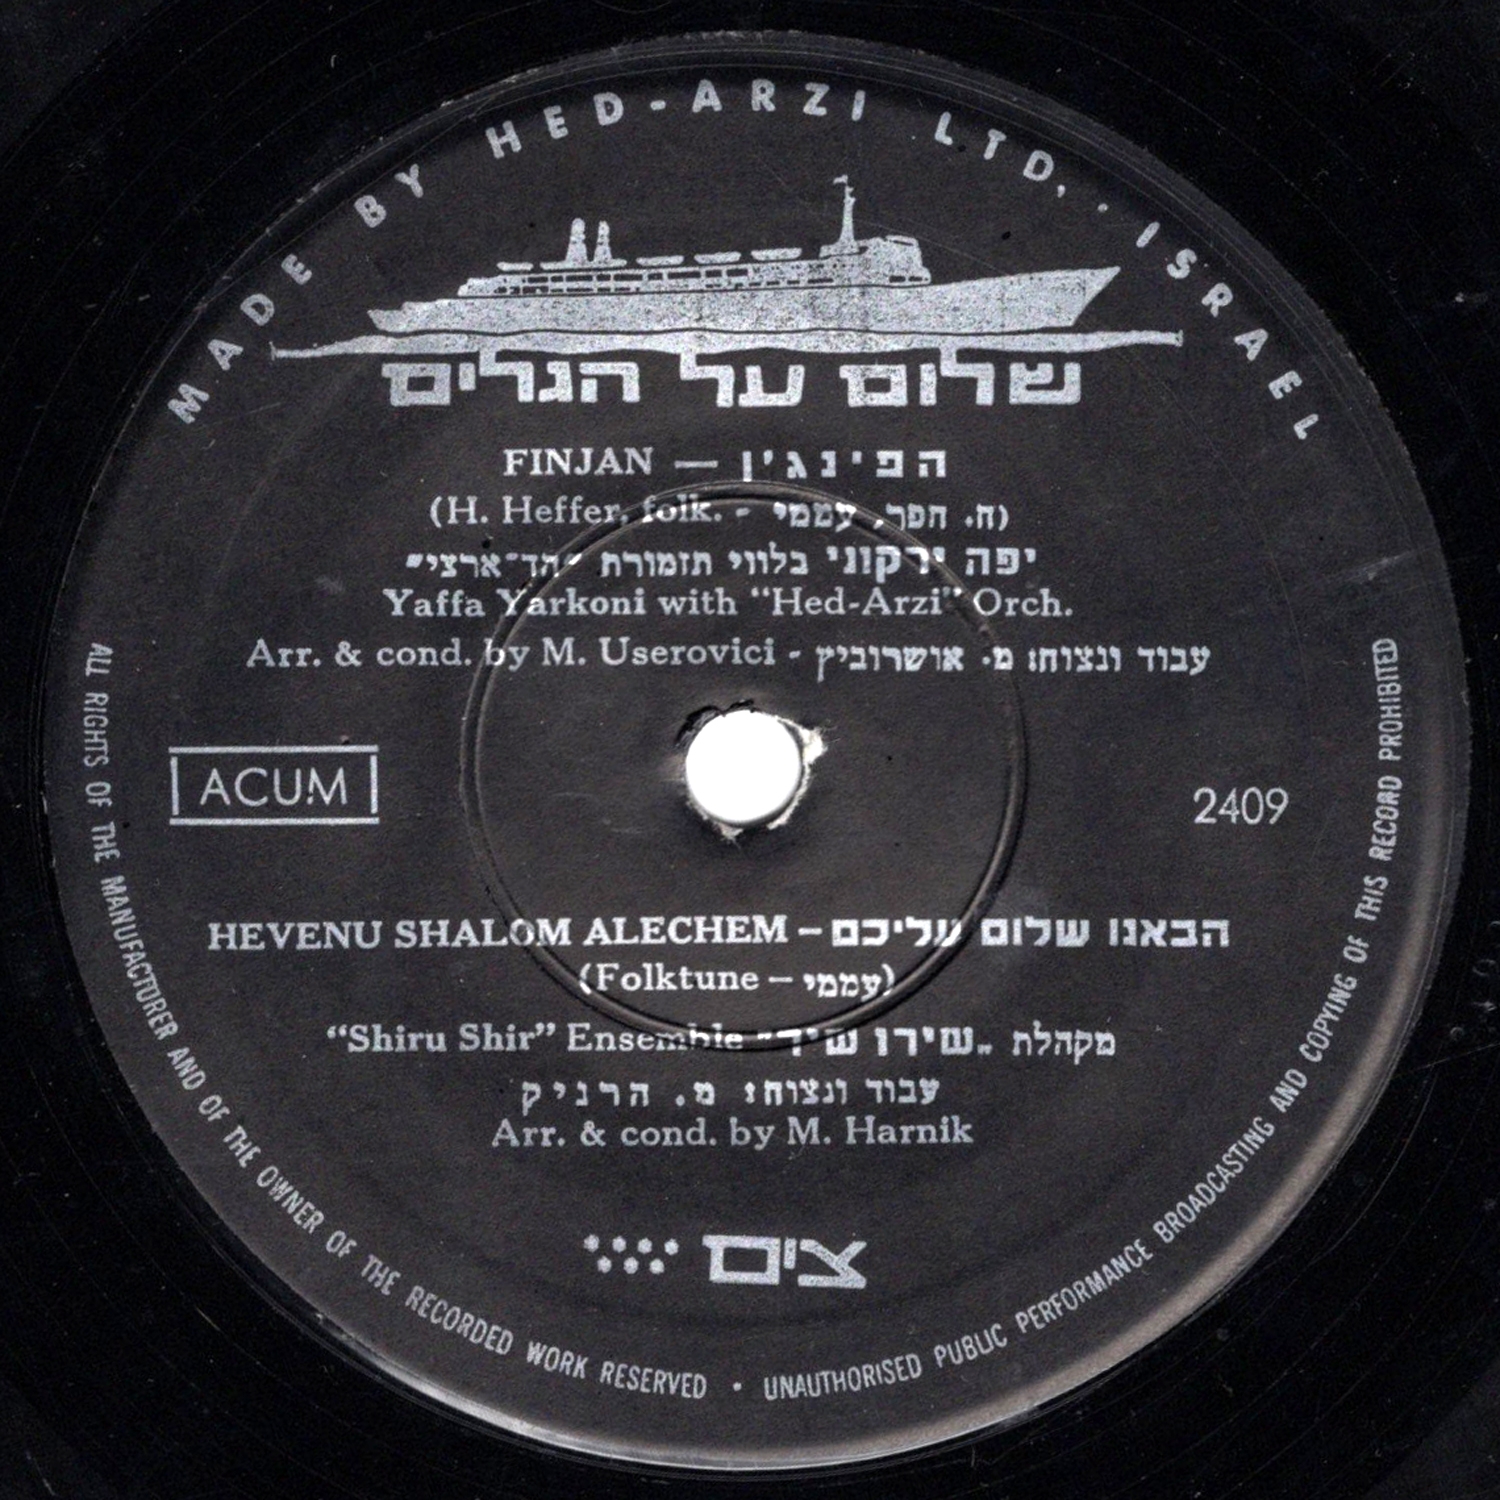 MADE BY HED-ARZI LTD. · ISRAEL
שלום על הגלים
FINJAN — הפינג'ן
(H. Heffer, folk. - ח. חפר, עממי)
יפה ירקוני בלווי תזמורת "הד־ארצי"
Yaffa Yarkoni with "Hed-Arzi" Orch.
Arr. & cond. by M. Userovici - עבוד ונצוח: מ. אושרוביץ
ACUM
2409
HEVENU SHALOM ALECHEM – הבאנו שלום עליכם
(Folktune – עממי)
"Shiru Shir" Ensemble - מקהלת „שירו שיר"
עבוד ונצוח: מ. הרניק
Arr. & cond. by M. Harnik
צים
ALL RIGHTS OF THE MANUFACTURER AND OF THE OWNER OF THE RECORDED WORK RESERVED · UNAUTHORISED PUBLIC PERFORMANCE BROADCASTING AND COPYING OF THIS RECORD PROHIBITED